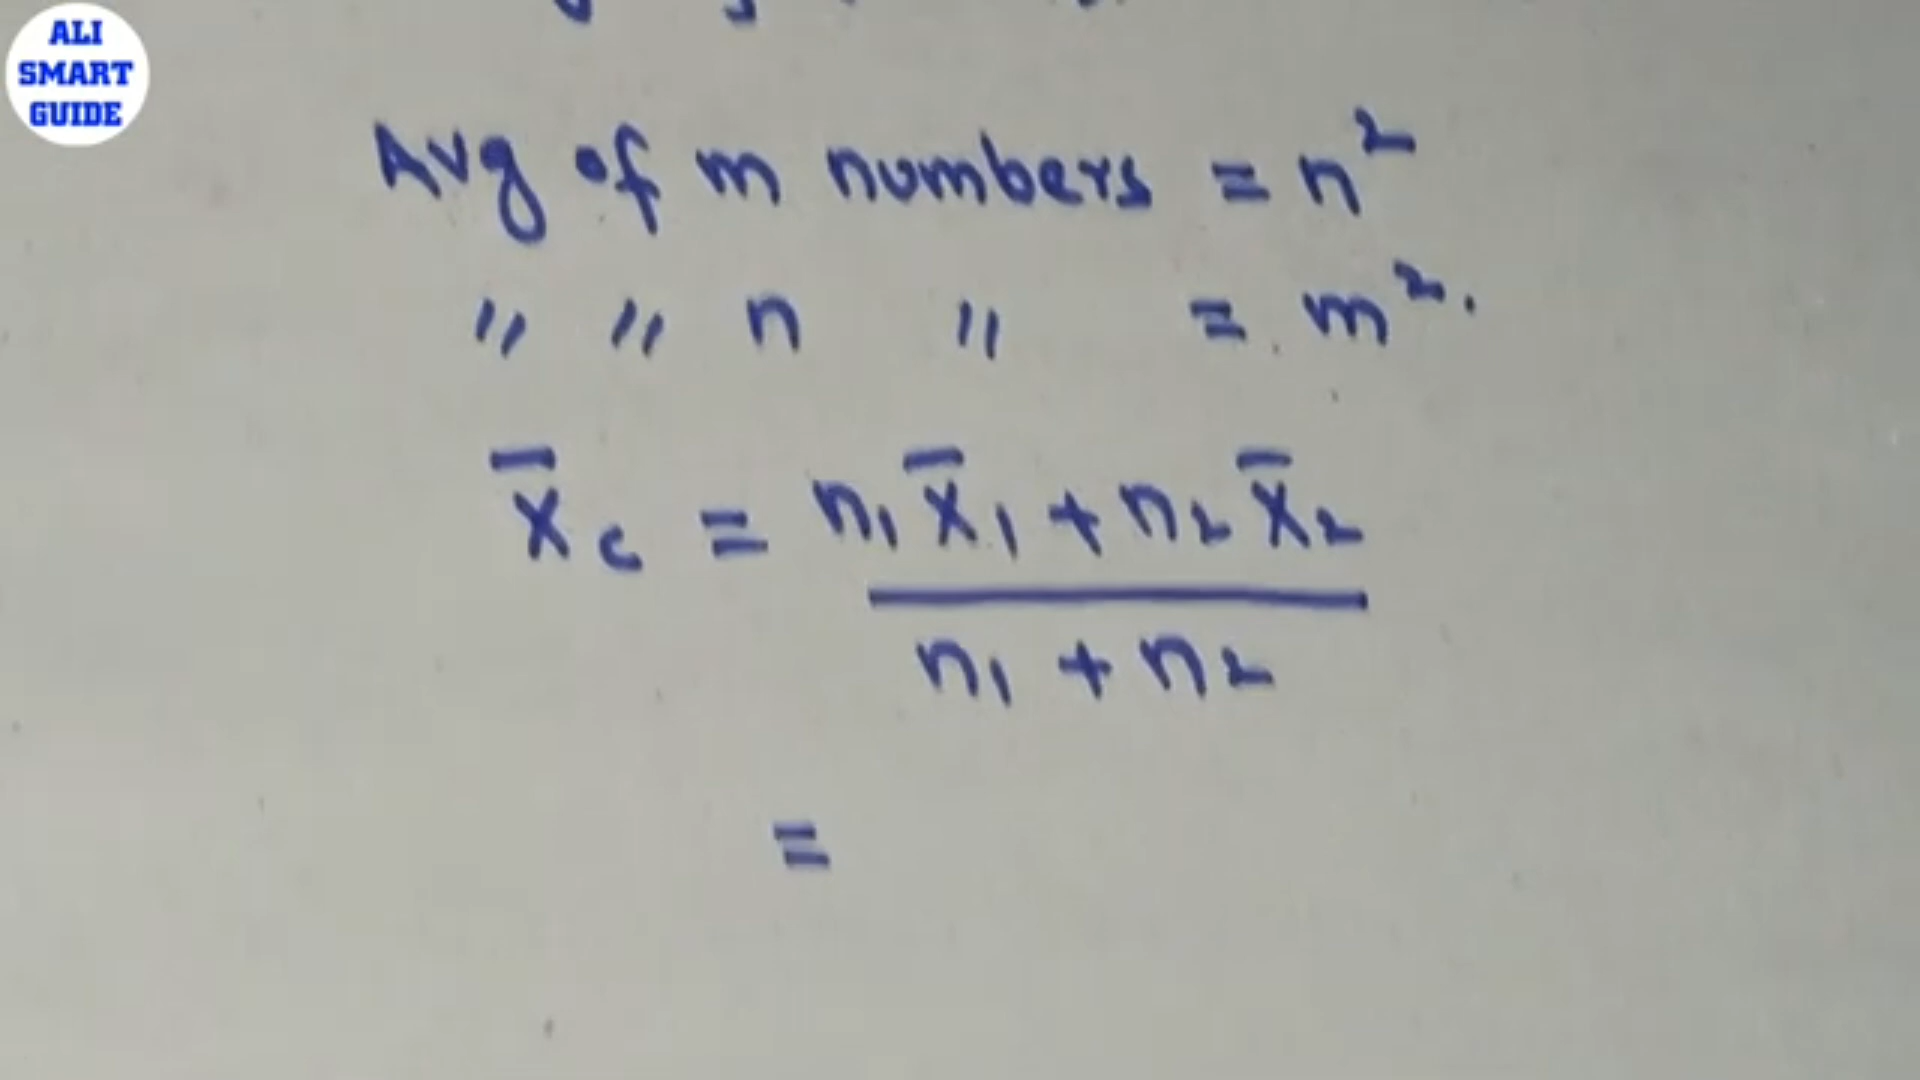 ALI
SMART
GUIDE
Avg of m numbers = n²
" " n " = m².
x̄c = n₁x̄₁ + n₂x̄₂
n₁ + n₂
=